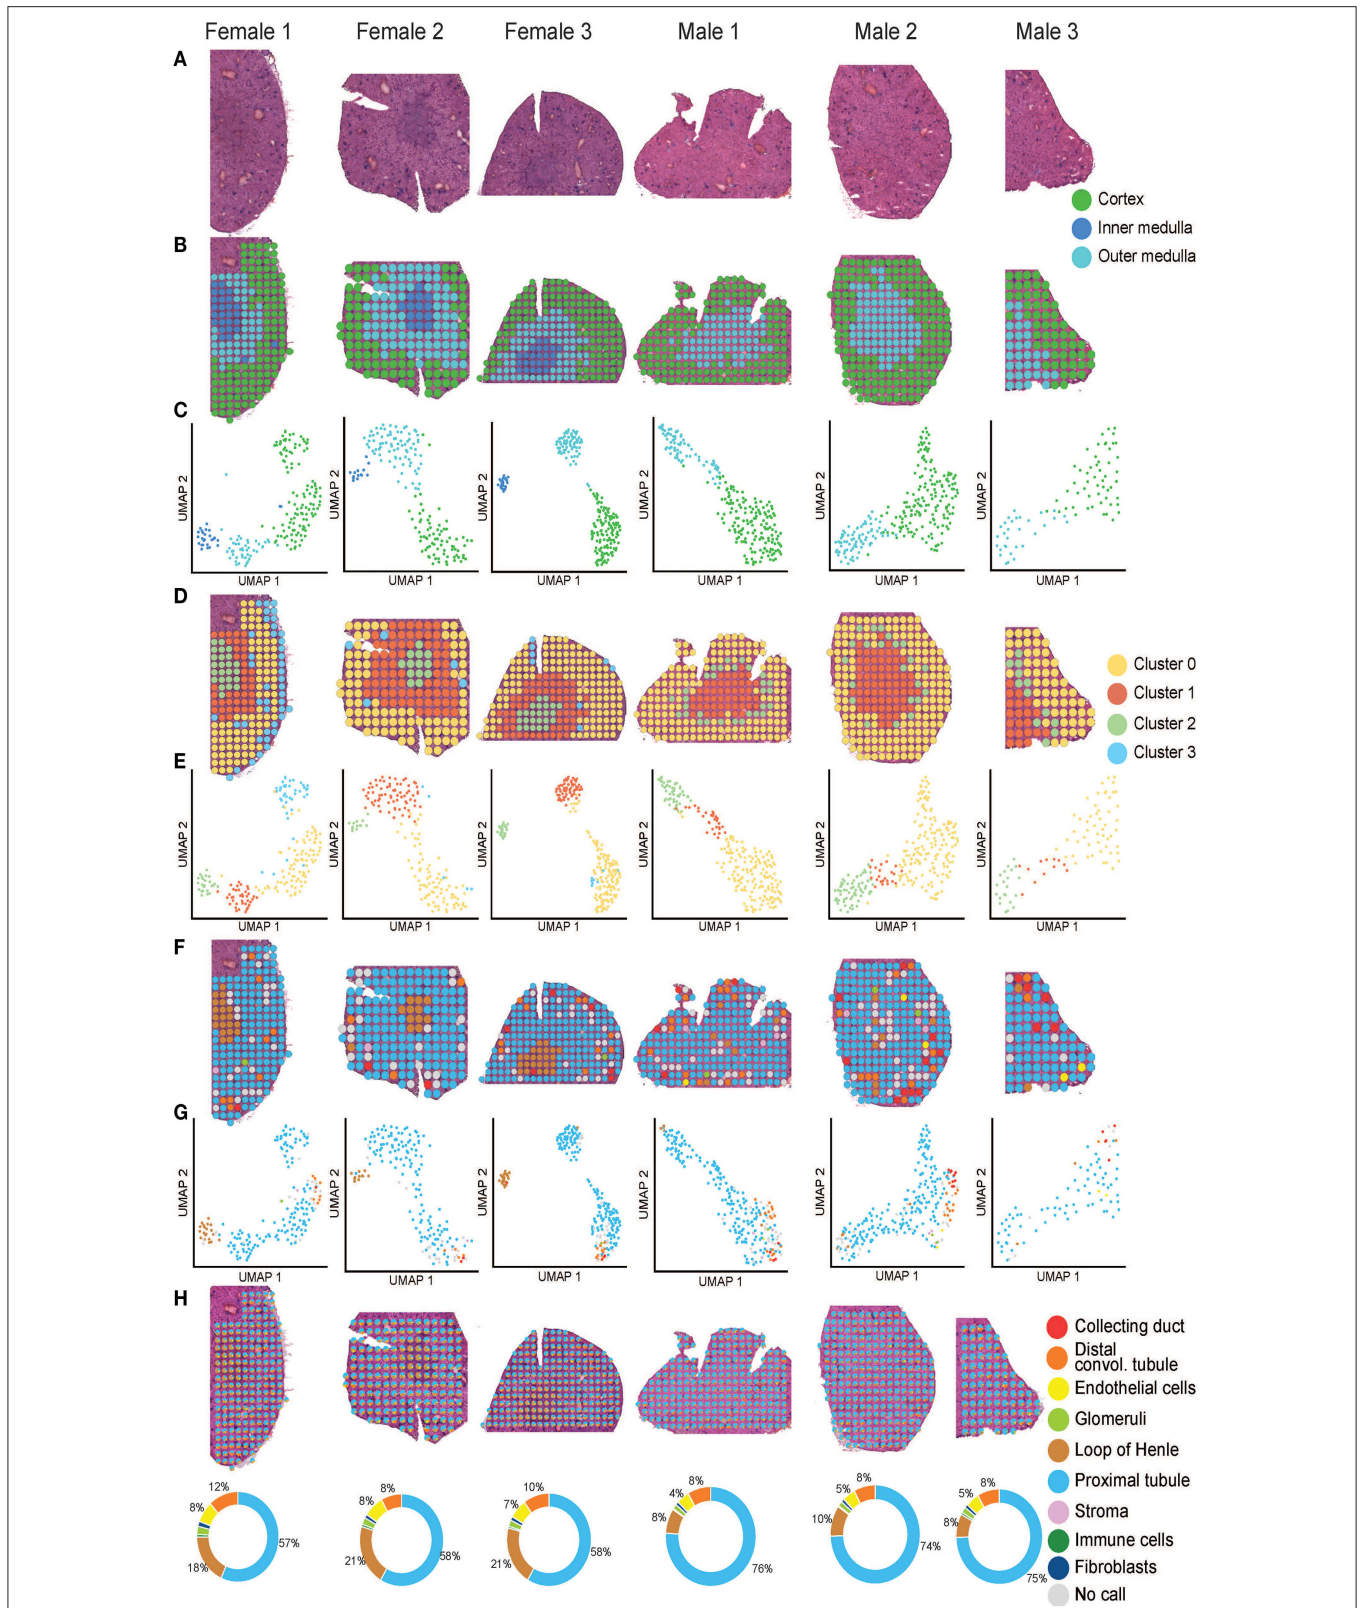 Female 1 Female 2 Female 3 Male 1 Male 2 Male 3
A
Cortex
Inner medulla
Outer medulla
B
C
UMAP 2 UMAP 2 UMAP 2 UMAP 2 UMAP 2 UMAP 2
UMAP 1 UMAP 1 UMAP 1 UMAP 1 UMAP 1 UMAP 1
D
Cluster 0
Cluster 1
Cluster 2
Cluster 3
E
UMAP 2 UMAP 2 UMAP 2 UMAP 2 UMAP 2 UMAP 2
UMAP 1 UMAP 1 UMAP 1 UMAP 1 UMAP 1 UMAP 1
F
G
UMAP 2 UMAP 2 UMAP 2 UMAP 2 UMAP 2 UMAP 2
UMAP 1 UMAP 1 UMAP 1 UMAP 1 UMAP 1 UMAP 1
H
Collecting duct
Distal
convol. tubule
Endothelial cells
Glomeruli
Loop of Henle
Proximal tubule
Stroma
Immune cells
Fibroblasts
No call
12% 8% 57% 18%
8% 8% 58% 21%
10% 7% 58% 21%
8% 4% 8% 76%
8% 5% 10% 74%
8% 5% 8% 75%